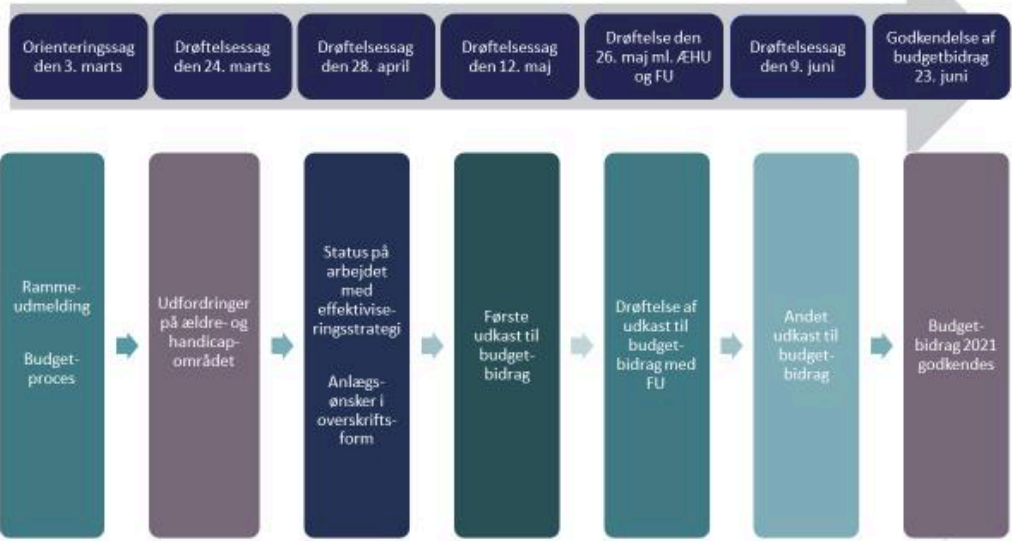 Orienteringssag
den 3. marts
Drøftelsessag
den 24. marts
Drøftelsessag
den 28. april
Drøftelsessag
den 12. maj
Drøftelse den
26. maj ml. ÆHU
og FU
Drøftelsessag
den 9. juni
Godkendelse af
budgetbidrag
23. juni
Ramme-
udmelding
Budget-
proces
Udfordringer
på ældre- og
handicap-
området
Status på
arbejdet
med
effektivise-
ringsstrategi
Anlægs-
ønsker i
overskrifts-
form
Første
udkast til
budget-
bidrag
Drøftelse af
udkast til
budget-
bidrag med
FU
Andet
udkast til
budget-
bidrag
Budget-
bidrag 2021
godkendes